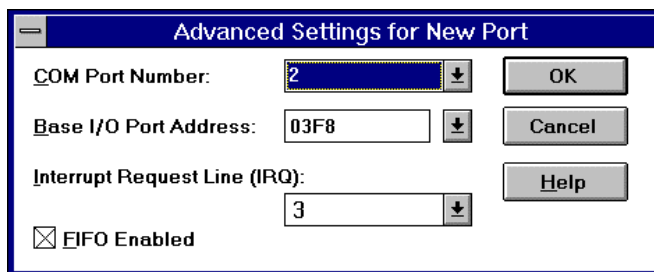 Advanced Settings for New Port
COM Port Number: 2 OK
Base I/O Port Address: 03F8 Cancel
Interrupt Request Line (IRQ): Help
3
FIFO Enabled